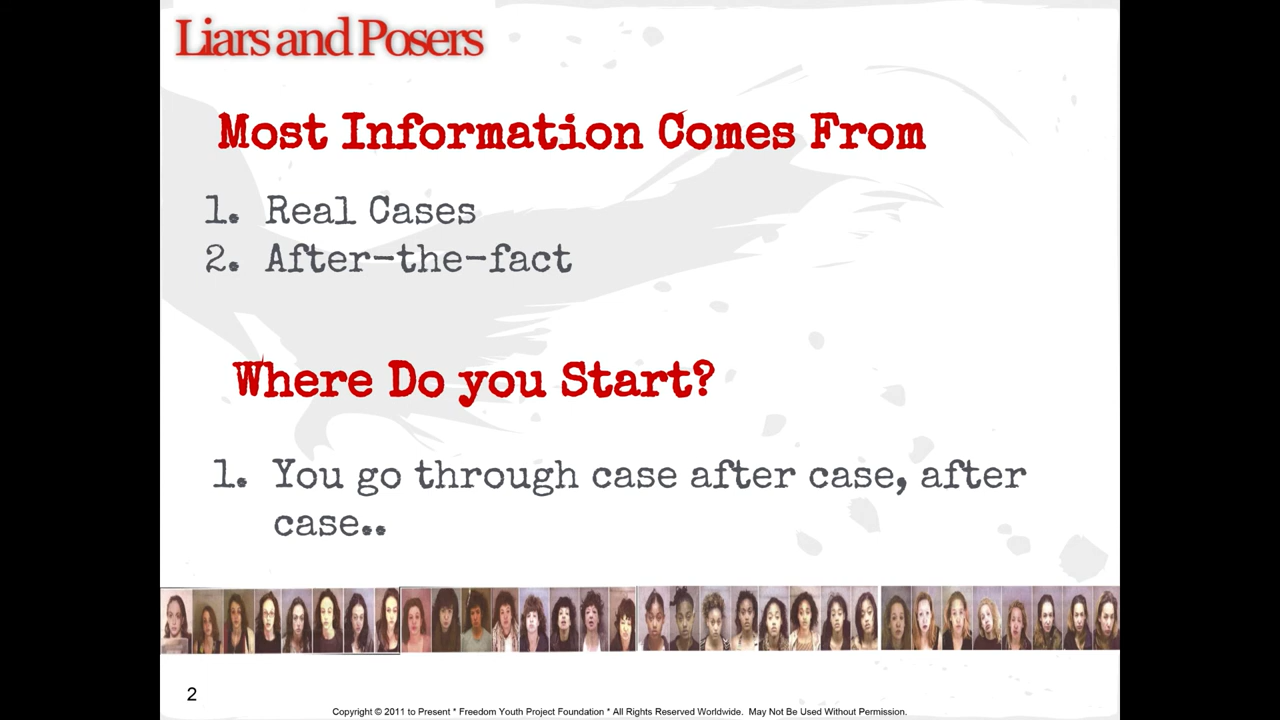 Liars and Posers
Most Information Comes From
1. Real Cases
2. After-the-fact
Where Do you Start?
1. You go through case after case, after
case..
2
Copyright © 2011 to Present * Freedom Youth Project Foundation * All Rights Reserved Worldwide. May Not Be Used Without Permission.